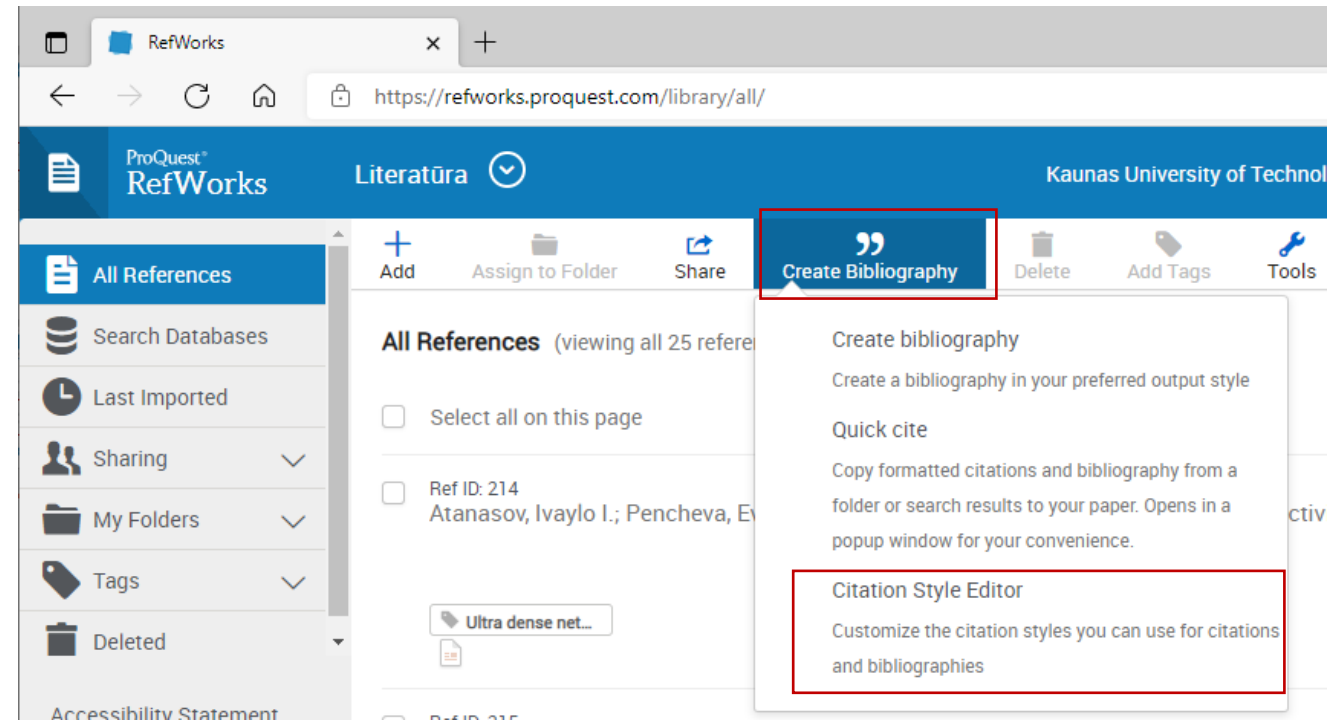 RefWorks
https://refworks.proquest.com/library/all/
ProQuest®
RefWorks
Literatūra
Kaunas University of Technol
All References
Search Databases
Last Imported
Sharing
My Folders
Tags
Deleted
Accessibility Statement
Add
Assign to Folder
Share
Create Bibliography
Delete
Add Tags
Tools
All References (viewing all 25 refere
Select all on this page
Ref ID: 214
Atanasov, Ivaylo I.; Pencheva, Ev
ctiv
Ultra dense net...
Ref ID: 215
Create bibliography
Create a bibliography in your preferred output style
Quick cite
Copy formatted citations and bibliography from a
folder or search results to your paper. Opens in a
popup window for your convenience.
Citation Style Editor
Customize the citation styles you can use for citations
and bibliographies